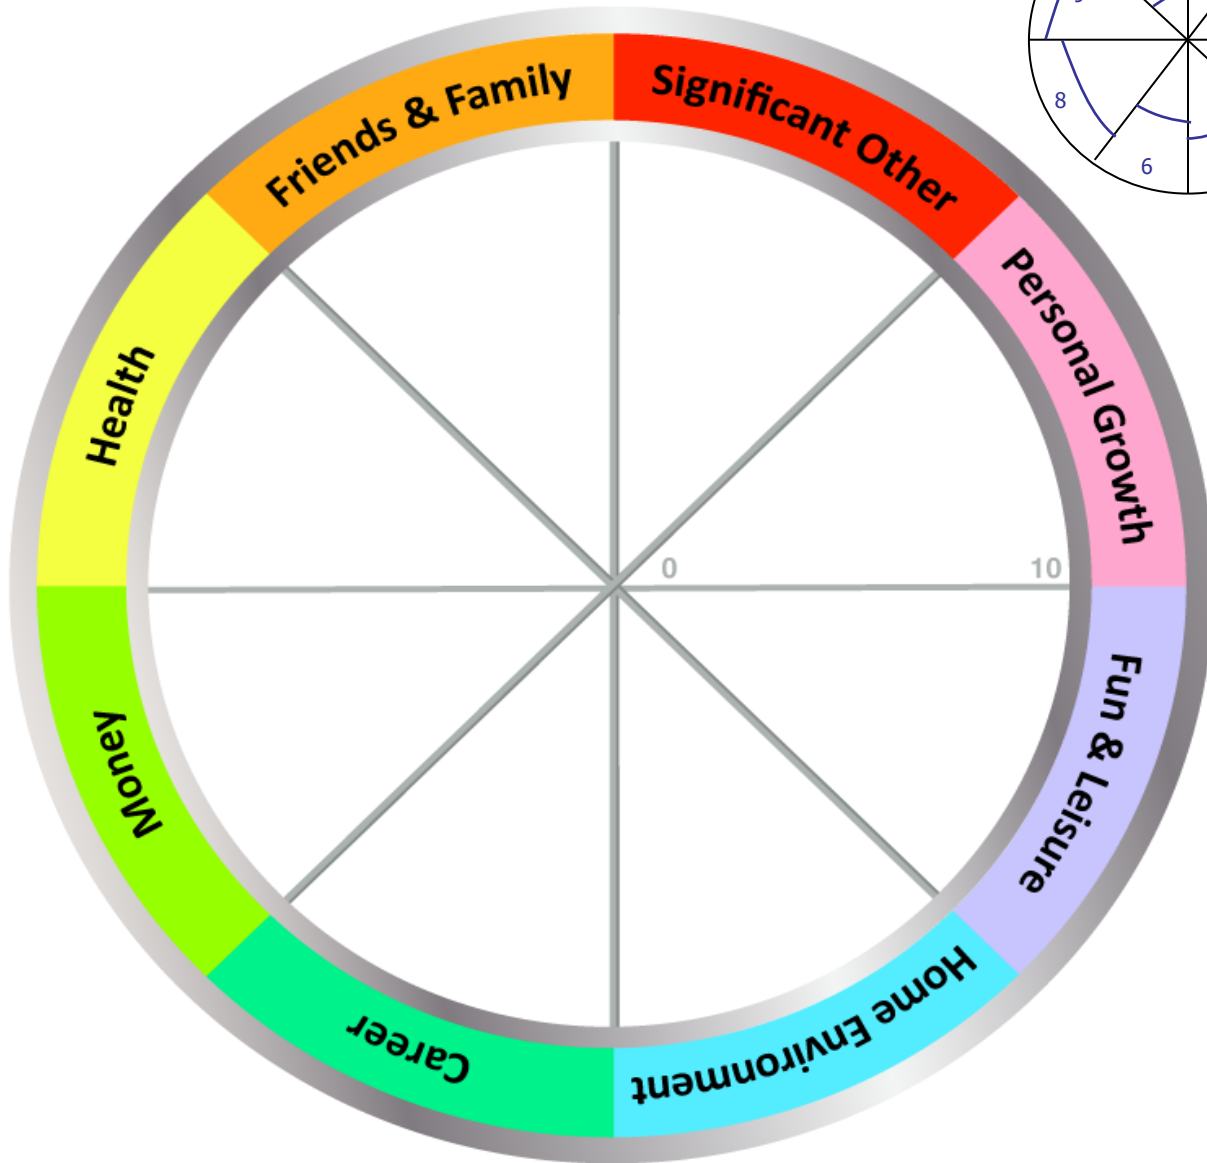 Friends & Family
Significant Other
Personal Growth
Health
0
10
Fun & Leisure
Money
Home Environment
Career
8
6